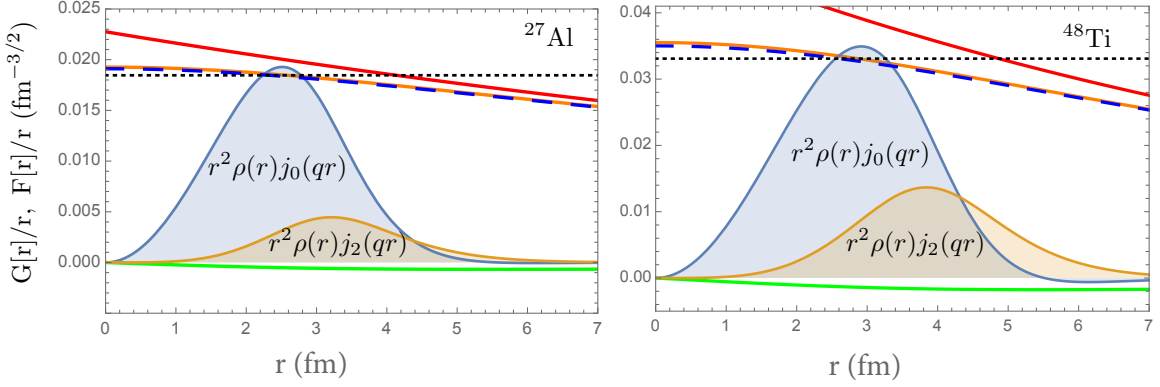 G[r]/r, F[r]/r (fm⁻³/²)
0.025
0.020
0.015
0.010
0.005
0.000
²⁷Al
r²ρ(r)j₀(qr)
r²ρ(r)j₂(qr)
0 1 2 3 4 5 6 7
r (fm)
0.04
0.03
0.02
0.01
0.00
⁴⁸Ti
r²ρ(r)j₀(qr)
r²ρ(r)j₂(qr)
0 1 2 3 4 5 6 7
r (fm)